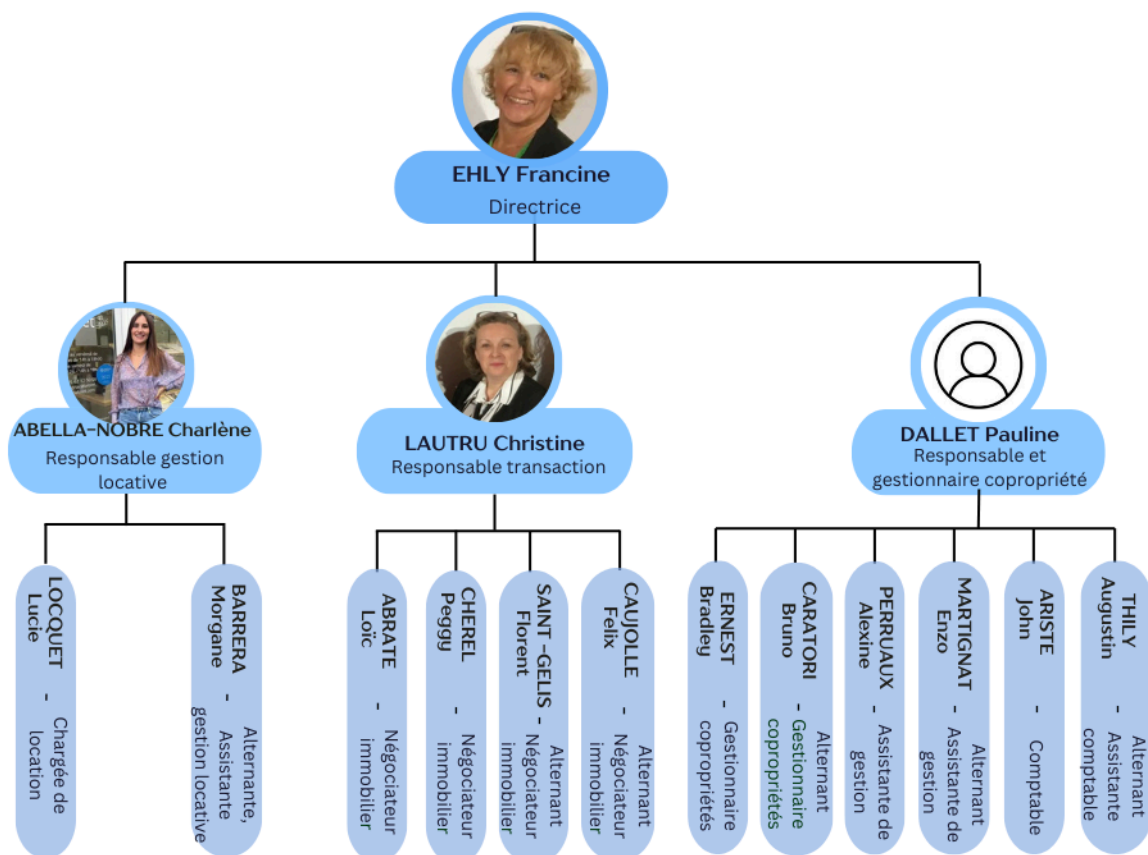 EHLY Francine
Directrice
ABELLA-NOBRE Charlène
Responsable gestion
locative
LAUTRU Christine
Responsable transaction
DALLET Pauline
Responsable et
gestionnaire copropriété
LOCQUET
Lucie
- Chargée de
location
BARRERA
Morgane
- Alternante,
Assistante
gestion locative
ABRATE
Loïc
- Négociateur
immobilier
CHEREL
Peggy
- Négociateur
immobilier
SAINT-GELIS
Florent
- Alternant
Négociateur
immobilier
CAUJOLLE
Felix
- Alternant
Négociateur
immobilier
ERNEST
Bradley
- Gestionnaire
copropriétés
CARATORI
Bruno
- Alternant
Gestionnaire
copropriétés
PERRUAUX
Alexine
- Assistante de
gestion
MARTIGNAT
Enzo
- Alternant
Assistante de
gestion
ARISTE
John
- Comptable
THILY
Augustin
- Alternant
Assistante
comptable